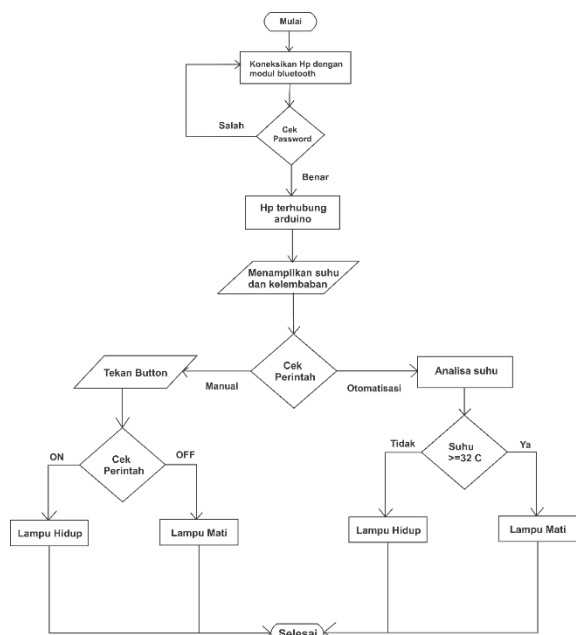 Mulai
Koneksikan Hp dengan
modul bluetooth
Salah
Cek
Password
Benar
Hp terhubung
arduino
Menampilkan suhu
dan kelembaban
Tekan Button
Manual
Cek
Perintah
Otomatisasi
Analisa suhu
ON
Cek
Perintah
OFF
Tidak
Suhu
>=32 C
Ya
Lampu Hidup
Lampu Mati
Lampu Hidup
Lampu Mati
Selesai